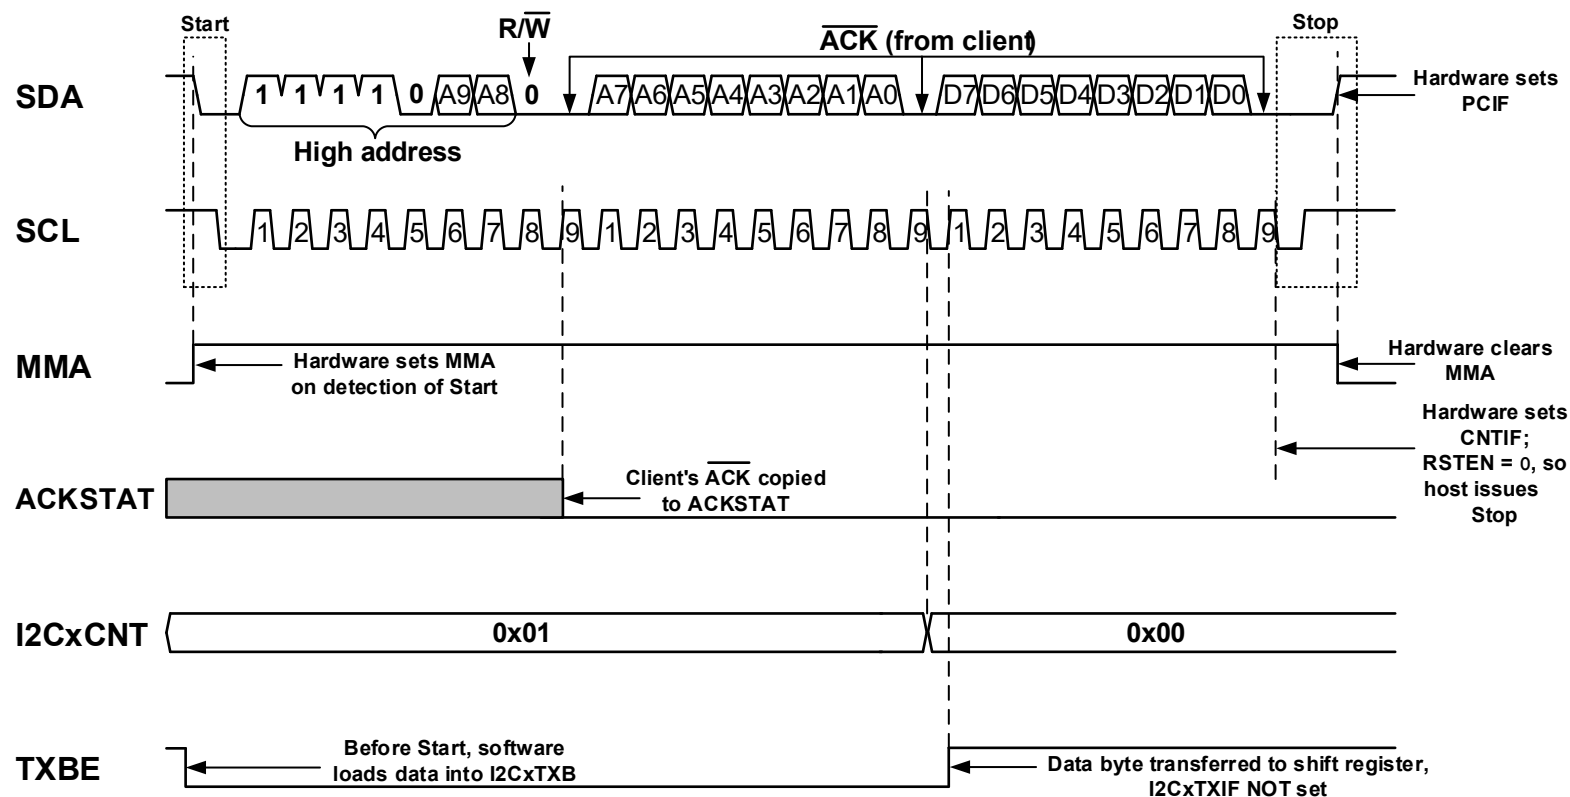 Start
R/W
ACK (from client)
Stop
SDA
1 1 1 1 0 A9 A8 0 A7 A6 A5 A4 A3 A2 A1 A0 D7 D6 D5 D4 D3 D2 D1 D0
Hardware sets
PCIF
High address
SCL
1 2 3 4 5 6 7 8 9 1 2 3 4 5 6 7 8 9 1 2 3 4 5 6 7 8 9
MMA
Hardware sets MMA
on detection of Start
Hardware clears
MMA
Hardware sets
CNTIF;
RSTEN = 0, so
host issues
Stop
ACKSTAT
Client's ACK copied
to ACKSTAT
I2CxCNT
0x01
0x00
TXBE
Before Start, software
loads data into I2CxTXB
Data byte transferred to shift register,
I2CxTXIF NOT set